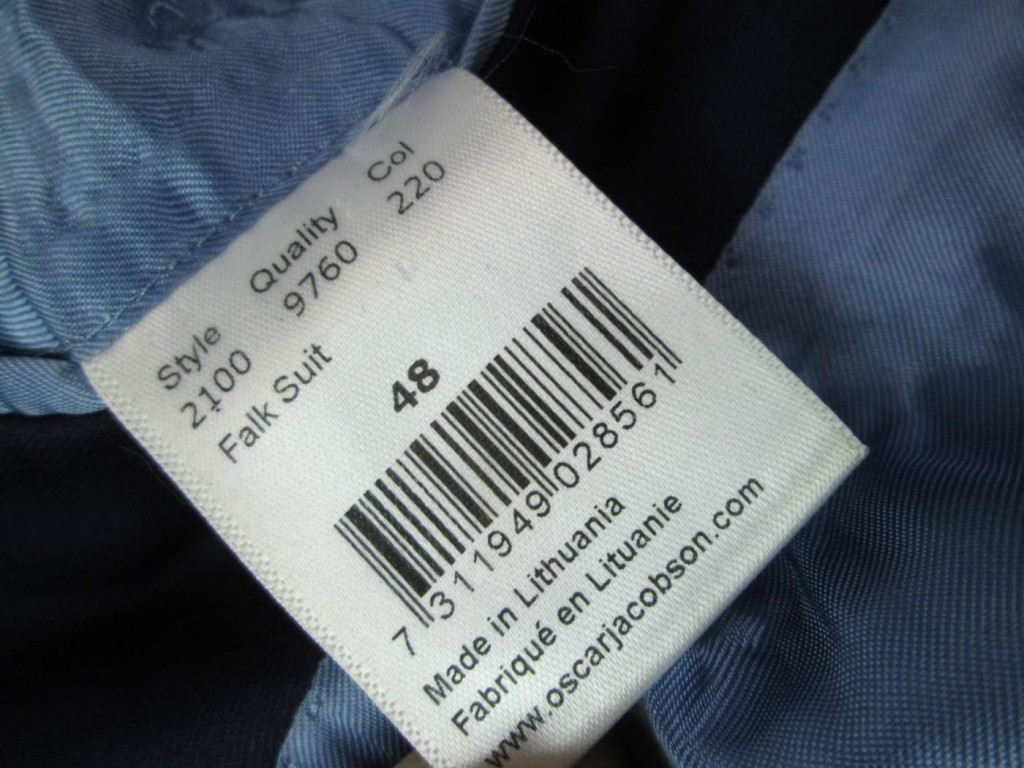 Style Quality Col
2100 9760 220
Falk Suit
48
7 311949 028561
Made in Lithuania
Fabriqué en Lituanie
www.oscarjacobson.com